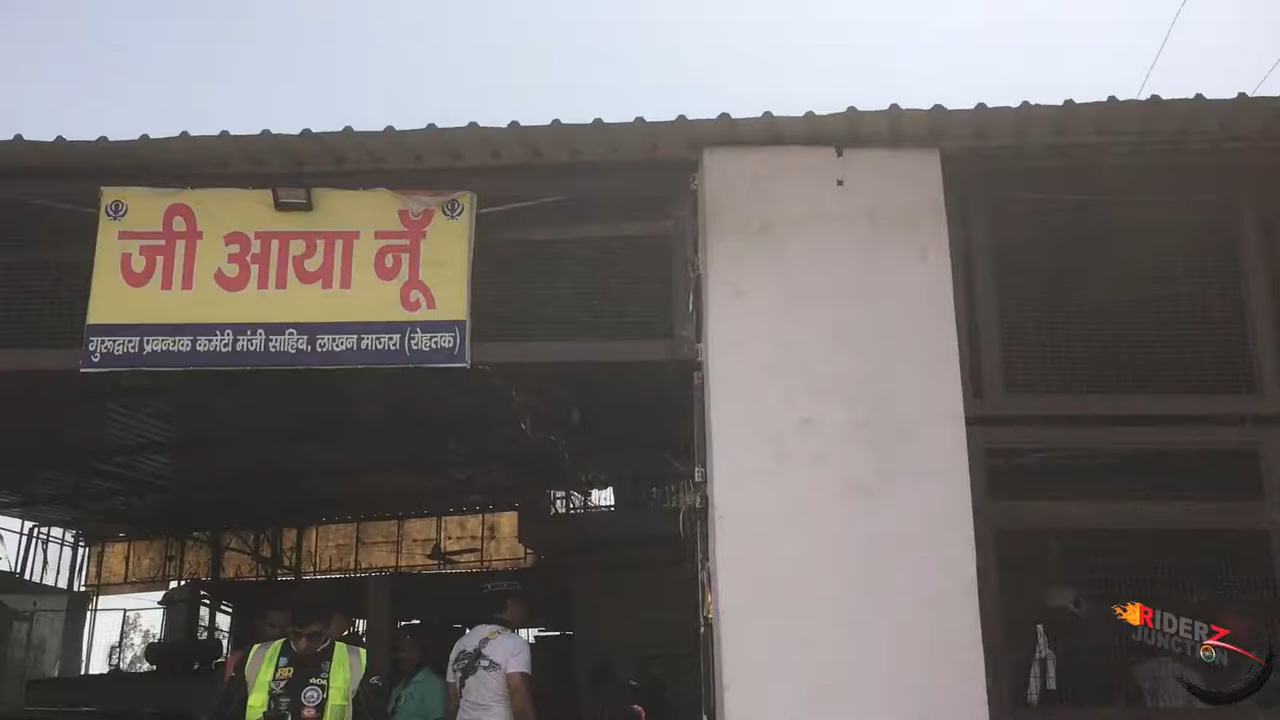 जी आया नूँ
गुरूद्वारा प्रबन्धक कमेटी मंजी साहिब, लाखन माजरा (रोहतक)
RIDERZ
JUNCTION